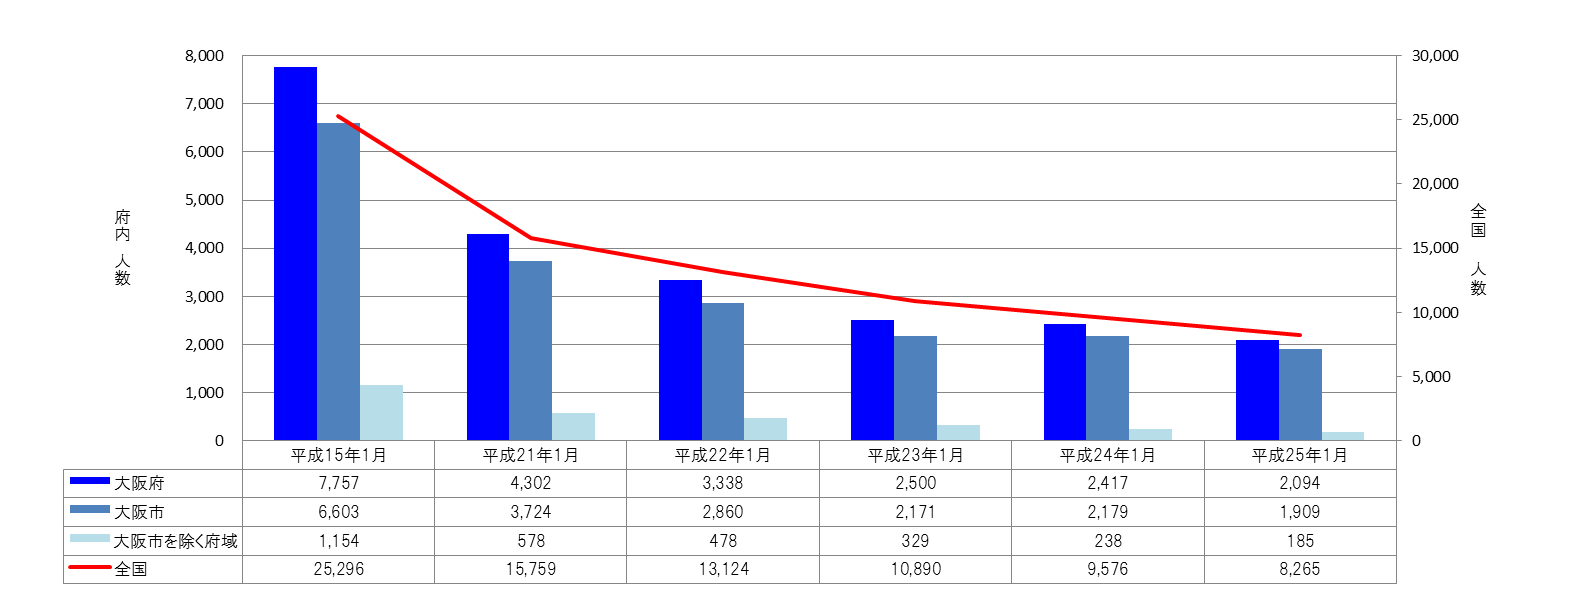 8,000
7,000
6,000
5,000
4,000
3,000
2,000
1,000
0
府内 人数
30,000
25,000
20,000
15,000
10,000
5,000
0
全国 人数
平成15年1月 平成21年1月 平成22年1月 平成23年1月 平成24年1月 平成25年1月
大阪府 7,757 4,302 3,338 2,500 2,417 2,094
大阪市 6,603 3,724 2,860 2,171 2,179 1,909
大阪市を除く府域 1,154 578 478 329 238 185
全国 25,296 15,759 13,124 10,890 9,576 8,265